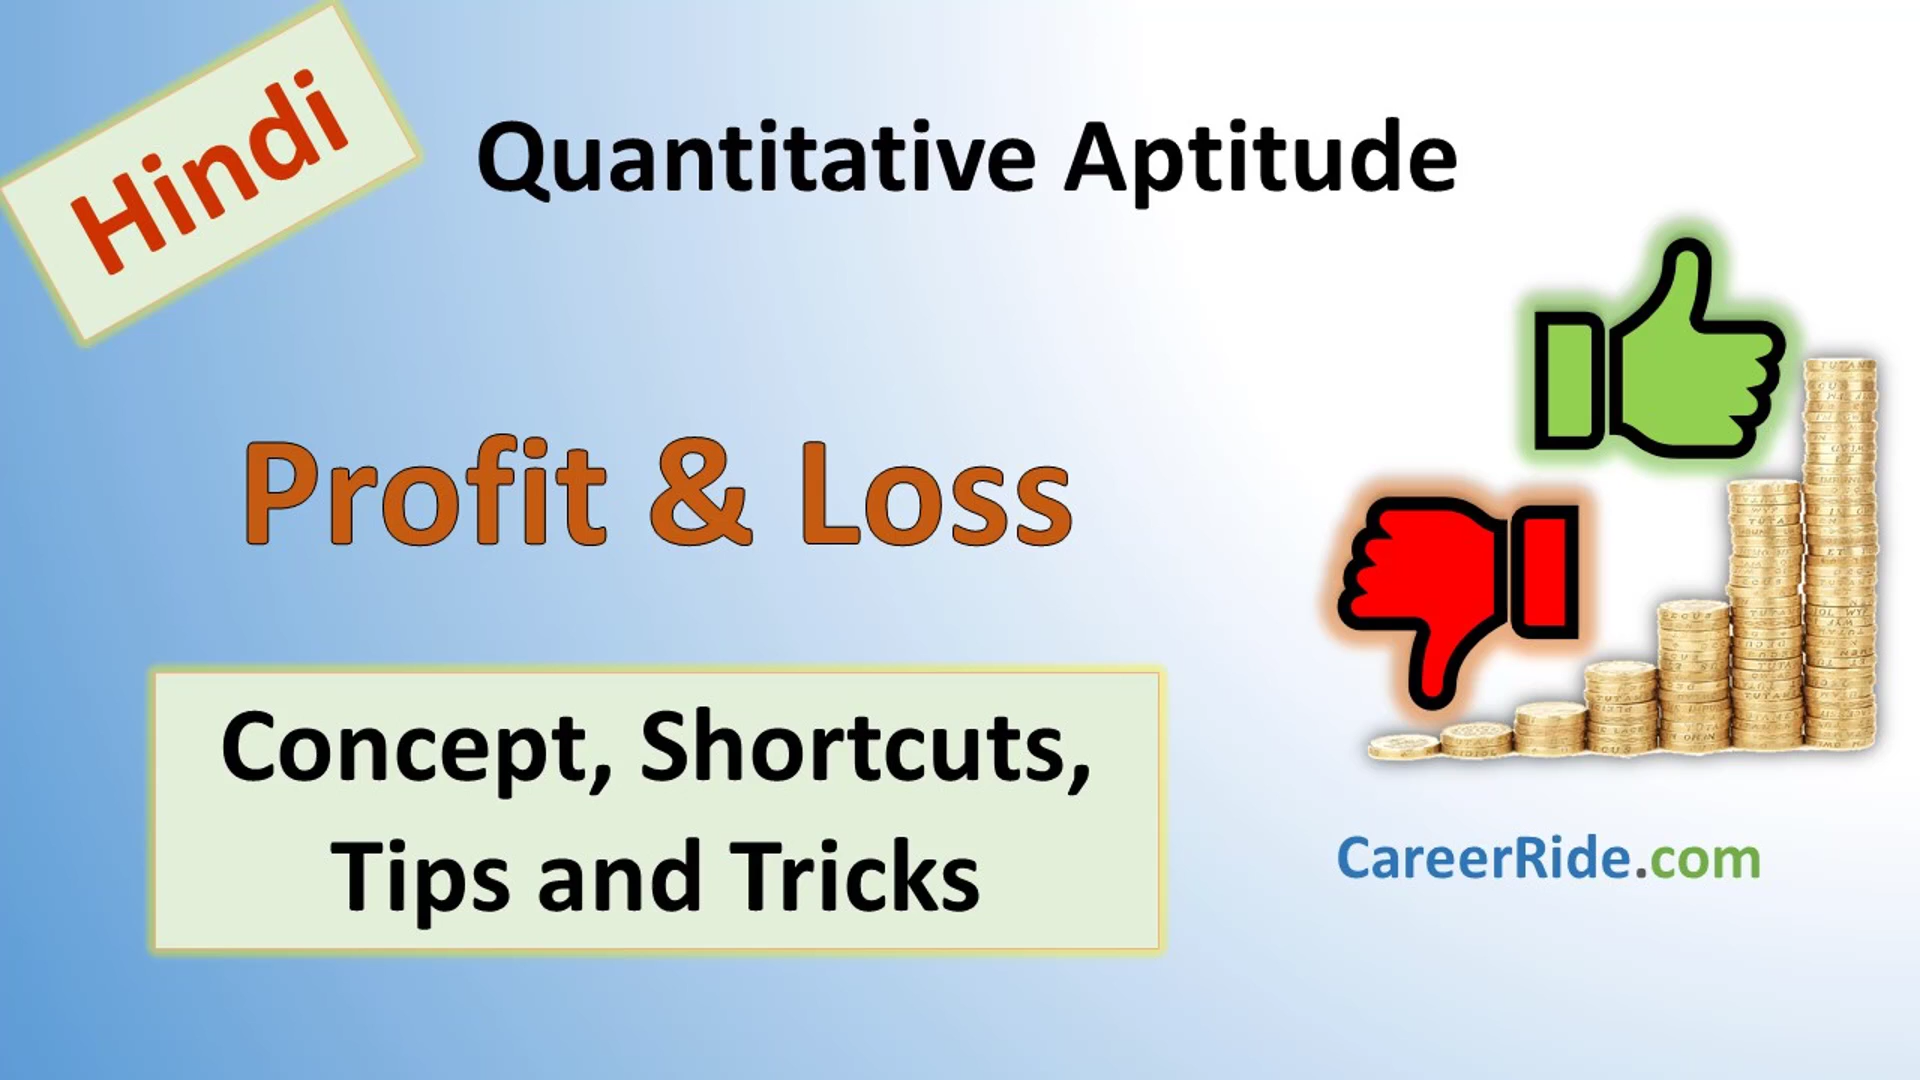 Hindi
Quantitative Aptitude
Profit & Loss
Concept, Shortcuts,
Tips and Tricks
CareerRide.com